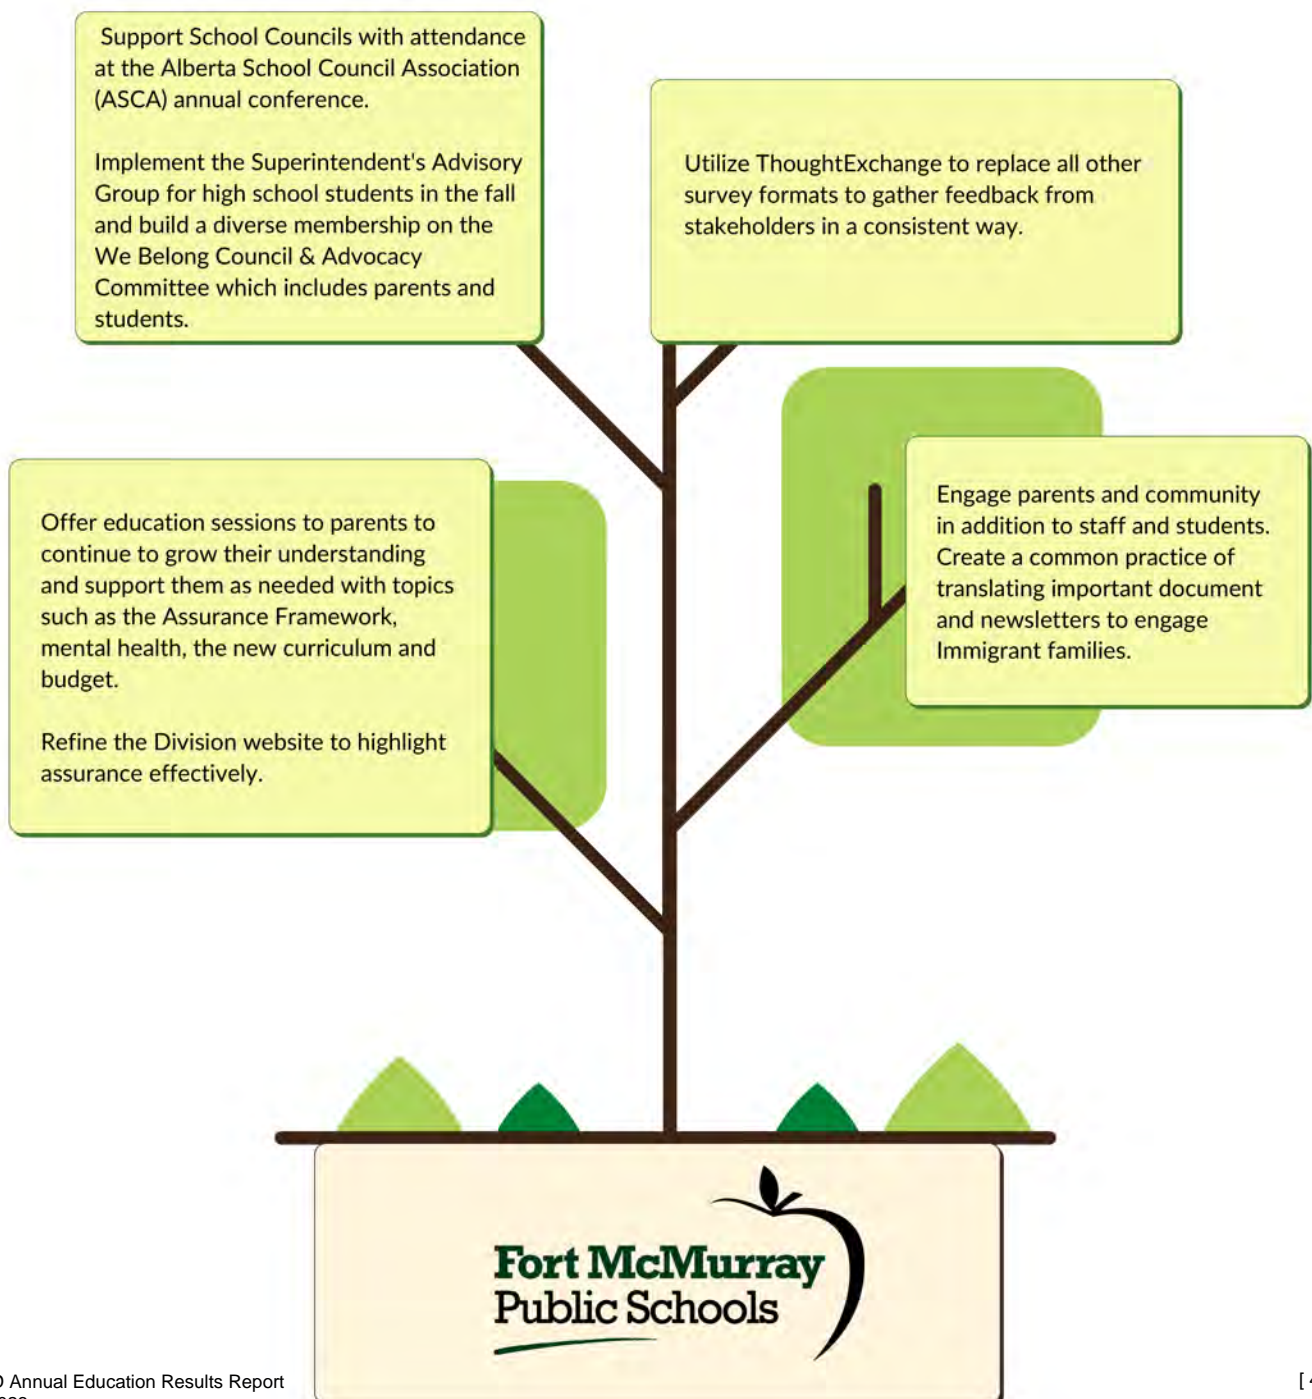 Support School Councils with attendance
at the Alberta School Council Association
(ASCA) annual conference.
Implement the Superintendent's Advisory
Group for high school students in the fall
and build a diverse membership on the
We Belong Council & Advocacy
Committee which includes parents and
students.
Utilize ThoughtExchange to replace all other
survey formats to gather feedback from
stakeholders in a consistent way.
Offer education sessions to parents to
continue to grow their understanding
and support them as needed with topics
such as the Assurance Framework,
mental health, the new curriculum and
budget.
Refine the Division website to highlight
assurance effectively.
Engage parents and community
in addition to staff and students.
Create a common practice of
translating important document
and newsletters to engage
Immigrant families.
Fort McMurray
Public Schools
Annual Education Results Report